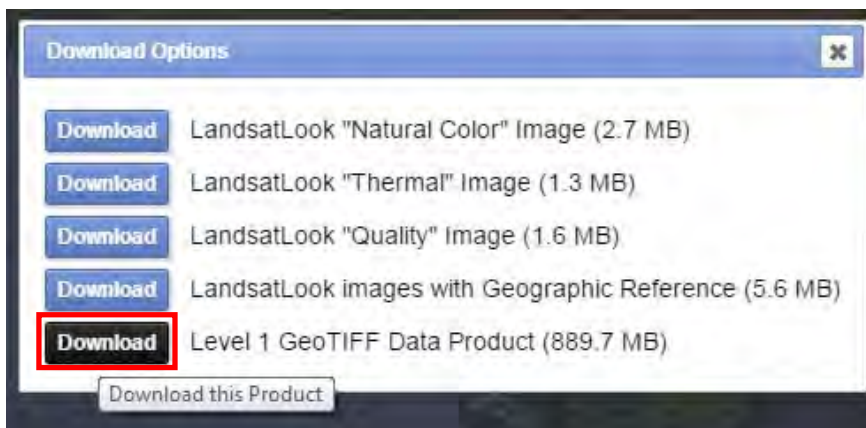 Download Options
Download LandsatLook "Natural Color" Image (2.7 MB)
Download LandsatLook "Thermal" Image (1.3 MB)
Download LandsatLook "Quality" Image (1.6 MB)
Download LandsatLook images with Geographic Reference (5.6 MB)
Download Level 1 GeoTIFF Data Product (889.7 MB)
Download this Product